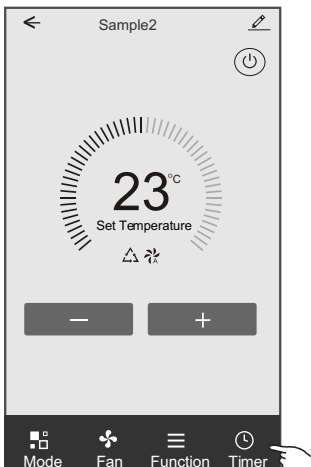 Sample2
23°C
Set Temperature
A
Mode Fan Function Timer